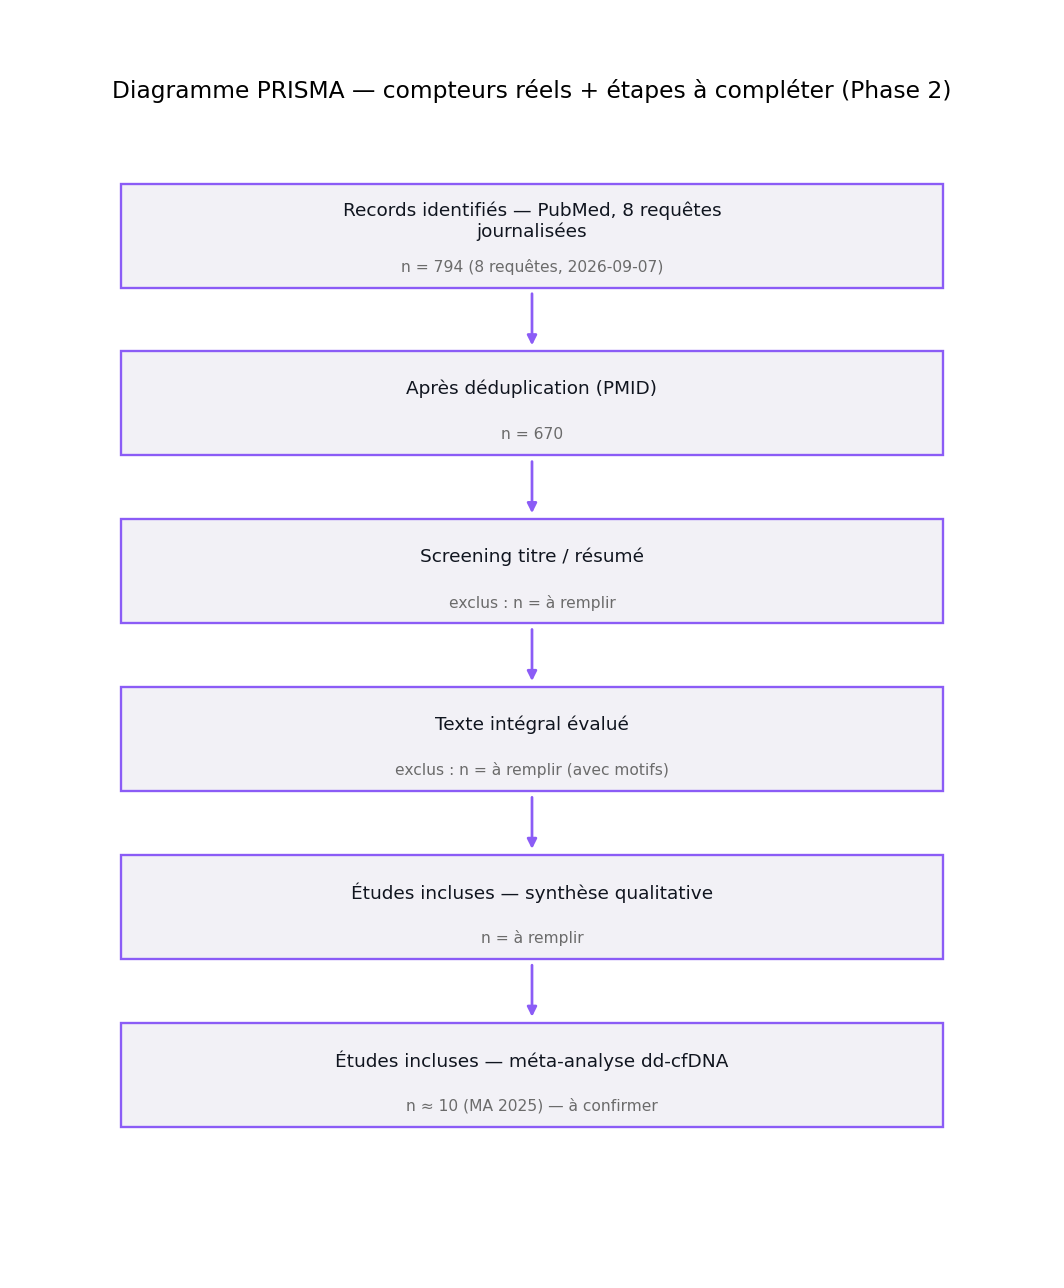 Diagramme PRISMA — compteurs réels + étapes à compléter (Phase 2)
Records identifiés — PubMed, 8 requêtes
journalisées
n = 794 (8 requêtes, 2026-09-07)
Après déduplication (PMID)
n = 670
Screening titre / résumé
exclus : n = à remplir
Texte intégral évalué
exclus : n = à remplir (avec motifs)
Études incluses — synthèse qualitative
n = à remplir
Études incluses — méta-analyse dd-cfDNA
n ≈ 10 (MA 2025) — à confirmer